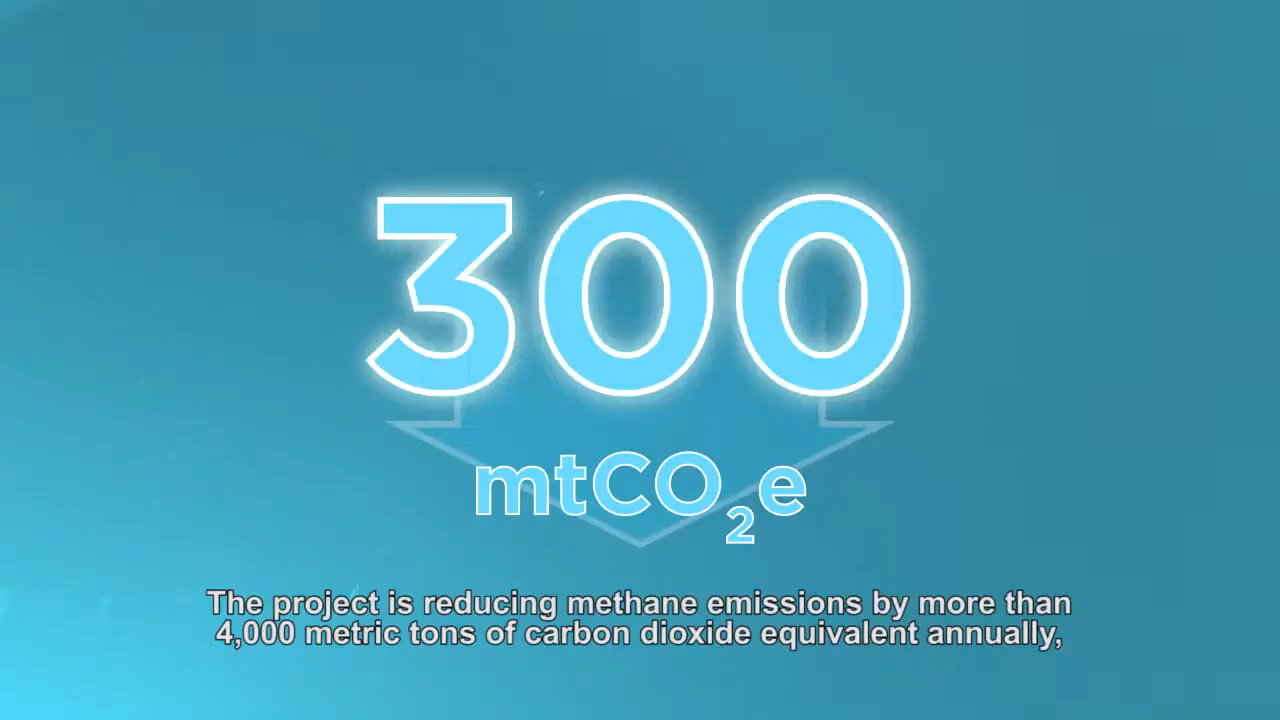 300
mtCO₂e
The project is reducing methane emissions by more than
4,000 metric tons of carbon dioxide equivalent annually,